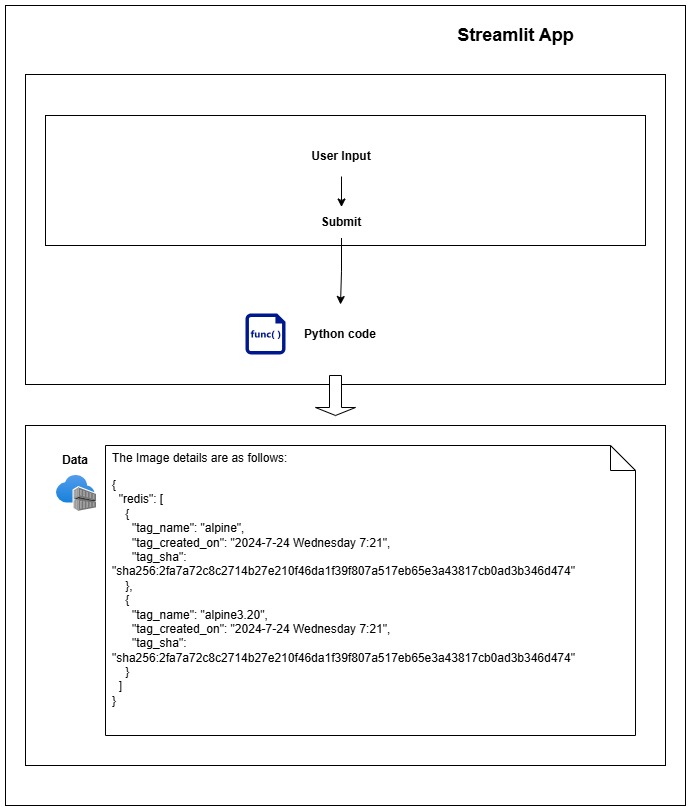 Streamlit App
User Input
Submit
func( )
Python code
Data
The Image details are as follows:
{
"redis": [
{
"tag_name": "alpine",
"tag_created_on": "2024-7-24 Wednesday 7:21",
"tag_sha":
"sha256:2fa7a72c8c2714b27e210f46da1f39f807a517eb65e3a43817cb0ad3b346d474"
},
{
"tag_name": "alpine3.20",
"tag_created_on": "2024-7-24 Wednesday 7:21",
"tag_sha":
"sha256:2fa7a72c8c2714b27e210f46da1f39f807a517eb65e3a43817cb0ad3b346d474"
}
]
}